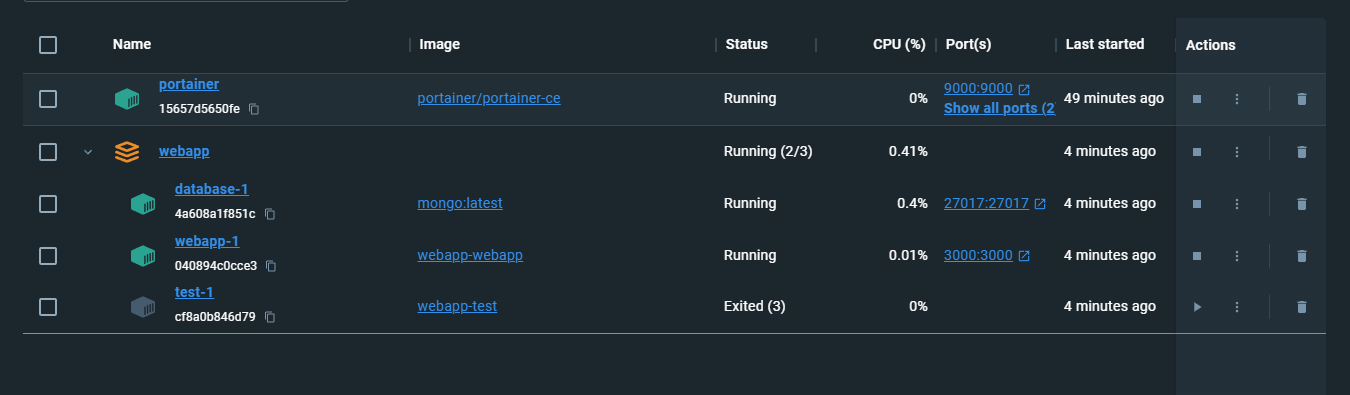 Name Image Status CPU (%) Port(s) Last started Actions
portainer
15657d5650fe portainer/portainer-ce Running 0% 9000:9000 49 minutes ago
Show all ports (2
webapp Running (2/3) 0.41% 4 minutes ago
database-1
4a608a1f851c mongo:latest Running 0.4% 27017:27017 4 minutes ago
webapp-1
040894c0cce3 webapp-webapp Running 0.01% 3000:3000 4 minutes ago
test-1
cf8a0b846d79 webapp-test Exited (3) 0% 4 minutes ago